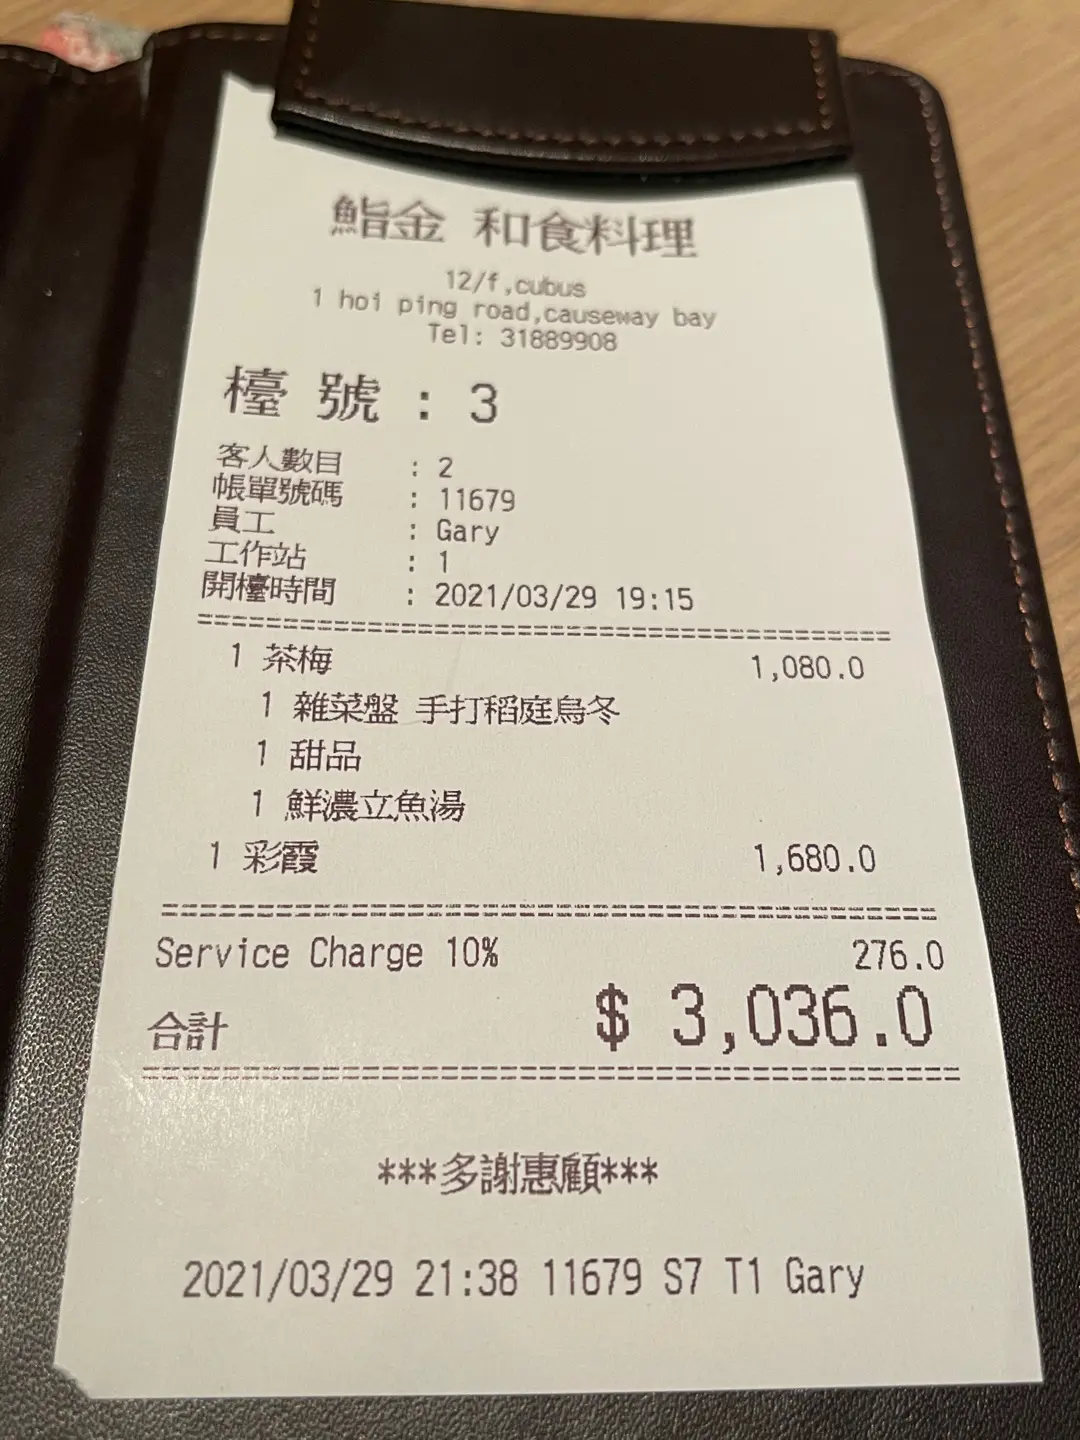 鮨金 和食料理
12/f,cubus
1 hoi ping road,causeway bay
Tel: 31889908
檯 號 : 3
客人數目 : 2
帳單號碼 : 11679
員工 : Gary
工作站 : 1
開檯時間 : 2021/03/29 19:15
1 茶梅 1,080.0
1 雜菜盤 手打稻庭烏冬
1 甜品
1 鮮濃立魚湯
1 彩霞 1,680.0
Service Charge 10% 276.0
合計 $ 3,036.0
***多謝惠顧***
2021/03/29 21:38 11679 S7 T1 Gary